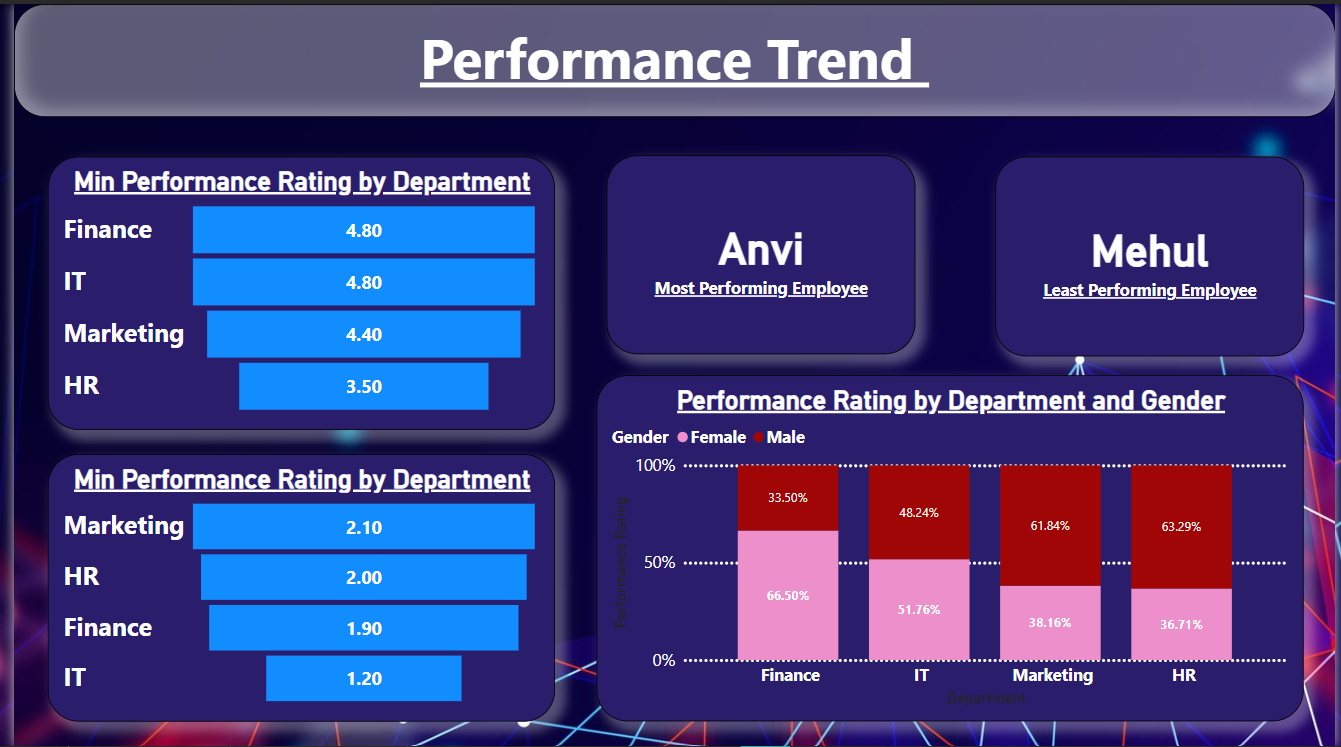 Performance Trend
Min Performance Rating by Department
Finance 4.80
IT 4.80
Marketing 4.40
HR 3.50
Anvi
Most Performing Employee
Mehul
Least Performing Employee
Min Performance Rating by Department
Marketing 2.10
HR 2.00
Finance 1.90
IT 1.20
Performance Rating by Department and Gender
Gender Female Male
Performance Rating
100%
50%
0%
33.50% 48.24% 61.84% 63.29%
66.50% 51.76% 38.16% 36.71%
Finance IT Marketing HR
Department